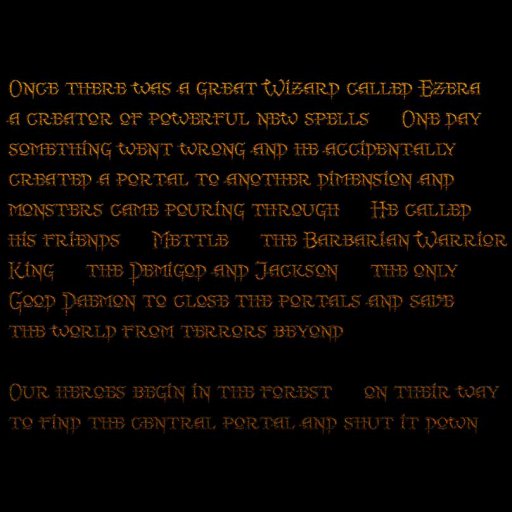 Once there was a great Wizard called Ezera
a creator of powerful new spells One day
something went wrong and he accidentally
created a portal to another dimension and
monsters came pouring through He called
his friends Mettle the Barbarian Warrior
King the Demigod and Jackson the only
Good Daemon to close the portals and save
the world from terrors beyond
Our heroes begin in the forest on their way
to find the central portal and shut it down